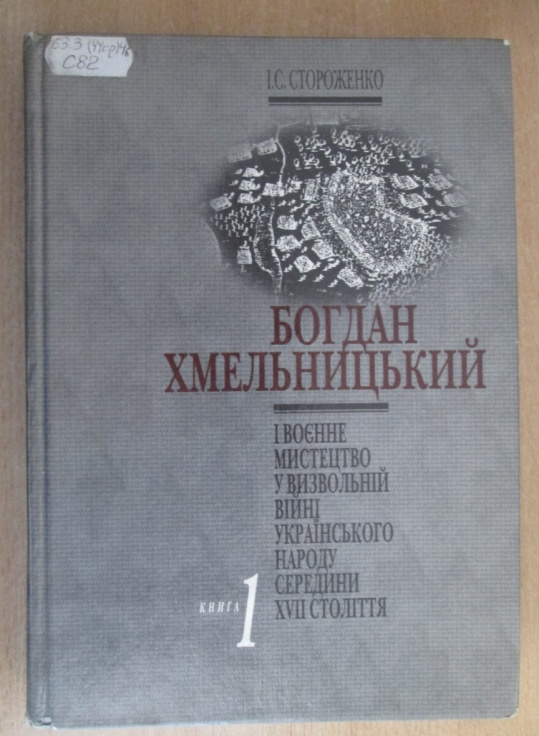 С82
І.С. СТОРОЖЕНКО
БОГДАН
ХМЕЛЬНИЦЬКИЙ
І ВОЄННЕ
МИСТЕЦТВО
У ВИЗВОЛЬНІЙ
ВІЙНІ
УКРАЇНСЬКОГО
НАРОДУ
СЕРЕДИНИ
XVII СТОЛІТТЯ
КНИГА 1